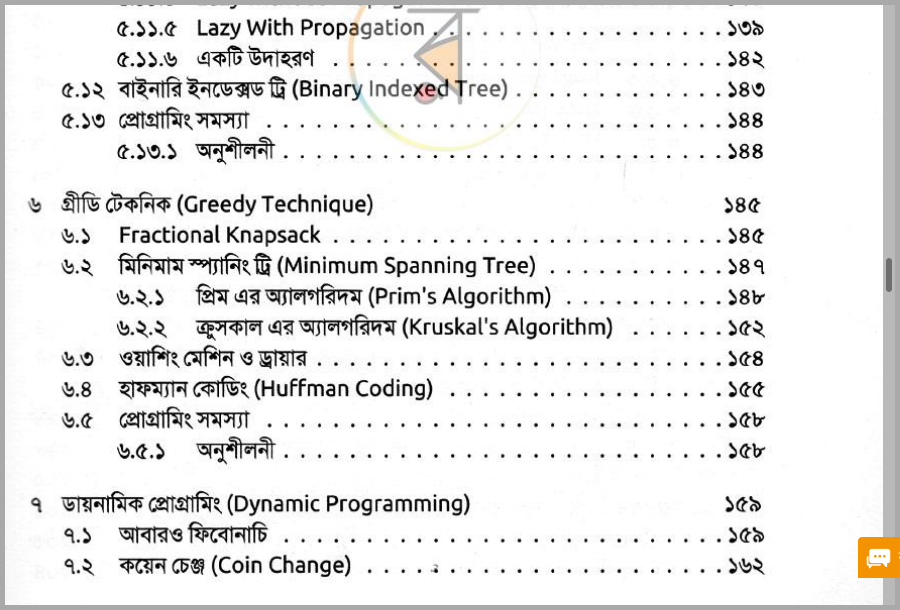 ৫.১১.৫ Lazy With Propagation . . . . . . . . . . . . . . . . . . ১৩৯
৫.১১.৬ একটি উদাহরণ . . . . . . . . . . . . . . . . . . . . . . . ১৪২
৫.১২ বাইনারি ইনডেক্সড ট্রি (Binary Indexed Tree) . . . . . . . . . . . . . ১৪৩
৫.১৩ প্রোগ্রামিং সমস্যা . . . . . . . . . . . . . . . . . . . . . . . . . . . ১৪৪
৫.১৩.১ অনুশীলনী . . . . . . . . . . . . . . . . . . . . . . . . . . ১৪৪
৬ গ্রীডি টেকনিক (Greedy Technique) ১৪৫
৬.১ Fractional Knapsack . . . . . . . . . . . . . . . . . . . . . . . . ১৪৫
৬.২ মিনিমাম স্প্যানিং ট্রি (Minimum Spanning Tree) . . . . . . . . . . . ১৪৭
৬.২.১ প্রিম এর অ্যালগরিদম (Prim's Algorithm) . . . . . . . . . . ১৪৮
৬.২.২ ক্রুসকাল এর অ্যালগরিদম (Kruskal's Algorithm) . . . . . . ১৫২
৬.৩ ওয়াশিং মেশিন ও ড্রায়ার . . . . . . . . . . . . . . . . . . . . . . . . ১৫৪
৬.৪ হাফম্যান কোডিং (Huffman Coding) . . . . . . . . . . . . . . . . . ১৫৫
৬.৫ প্রোগ্রামিং সমস্যা . . . . . . . . . . . . . . . . . . . . . . . . . . . ১৫৮
৬.৫.১ অনুশীলনী . . . . . . . . . . . . . . . . . . . . . . . . . . ১৫৮
৭ ডায়নামিক প্রোগ্রামিং (Dynamic Programming) ১৫৯
৭.১ আবারও ফিবোনাচি . . . . . . . . . . . . . . . . . . . . . . . . . . ১৫৯
৭.২ কয়েন চেঞ্জ (Coin Change) . . . . . . . . . . . . . . . . . . . . . . ১৬২